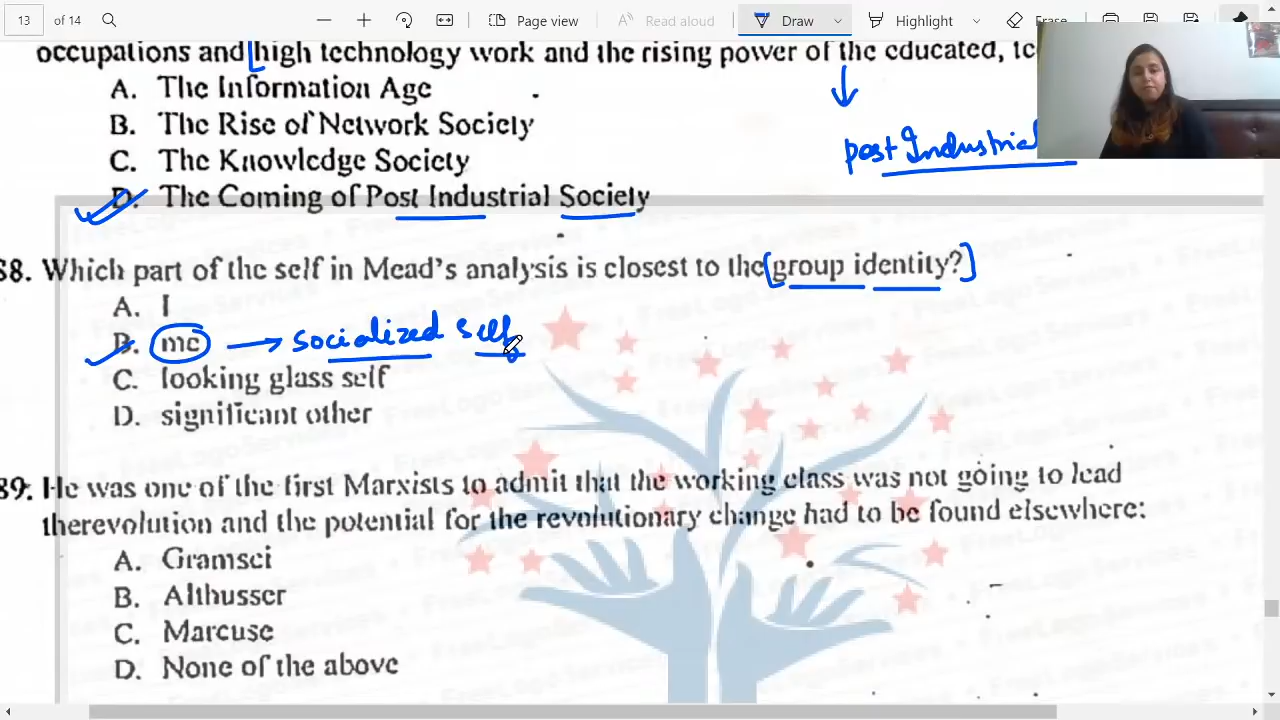 13 of 14 Page view Read aloud Draw Highlight Erase
occupations and high technology work and the rising power of the educated,
A. The Information Age
B. The Rise of Network Society
C. The Knowledge Society
D. The Coming of Post Industrial Society
post Industrial
38. Which part of the self in Mead's analysis is closest to the [group identity?]
A. I
B. me → socialized self
C. looking glass self
D. significant other
39. He was one of the first Marxists to admit that the working class was not going to lead
therevolution and the potential for the revolutionary change had to be found elsewhere:
A. Gramsci
B. Althusser
C. Marcuse
D. None of the above